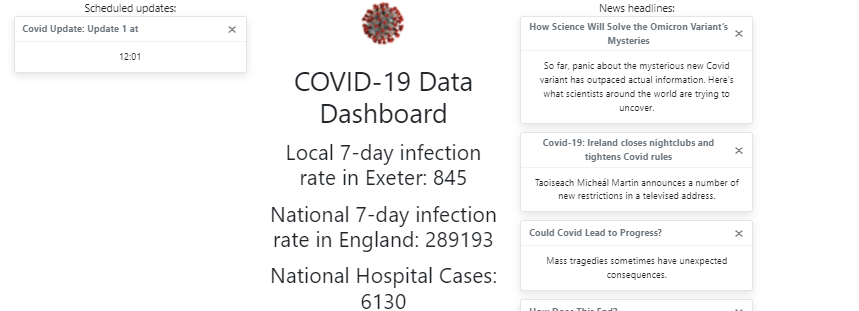 Scheduled updates:
Covid Update: Update 1 at
×
12:01
COVID-19 Data
Dashboard
Local 7-day infection
rate in Exeter: 845
National 7-day infection
rate in England: 289193
National Hospital Cases:
6130
News headlines:
How Science Will Solve the Omicron Variant's
Mysteries
×
So far, panic about the mysterious new Covid
variant has outpaced actual information. Here's
what scientists around the world are trying to
uncover.
Covid-19: Ireland closes nightclubs and
tightens Covid rules
×
Taoiseach Micheál Martin announces a number of
new restrictions in a televised address.
Could Covid Lead to Progress?
×
Mass tragedies sometimes have unexpected
consequences.
How Does This End?